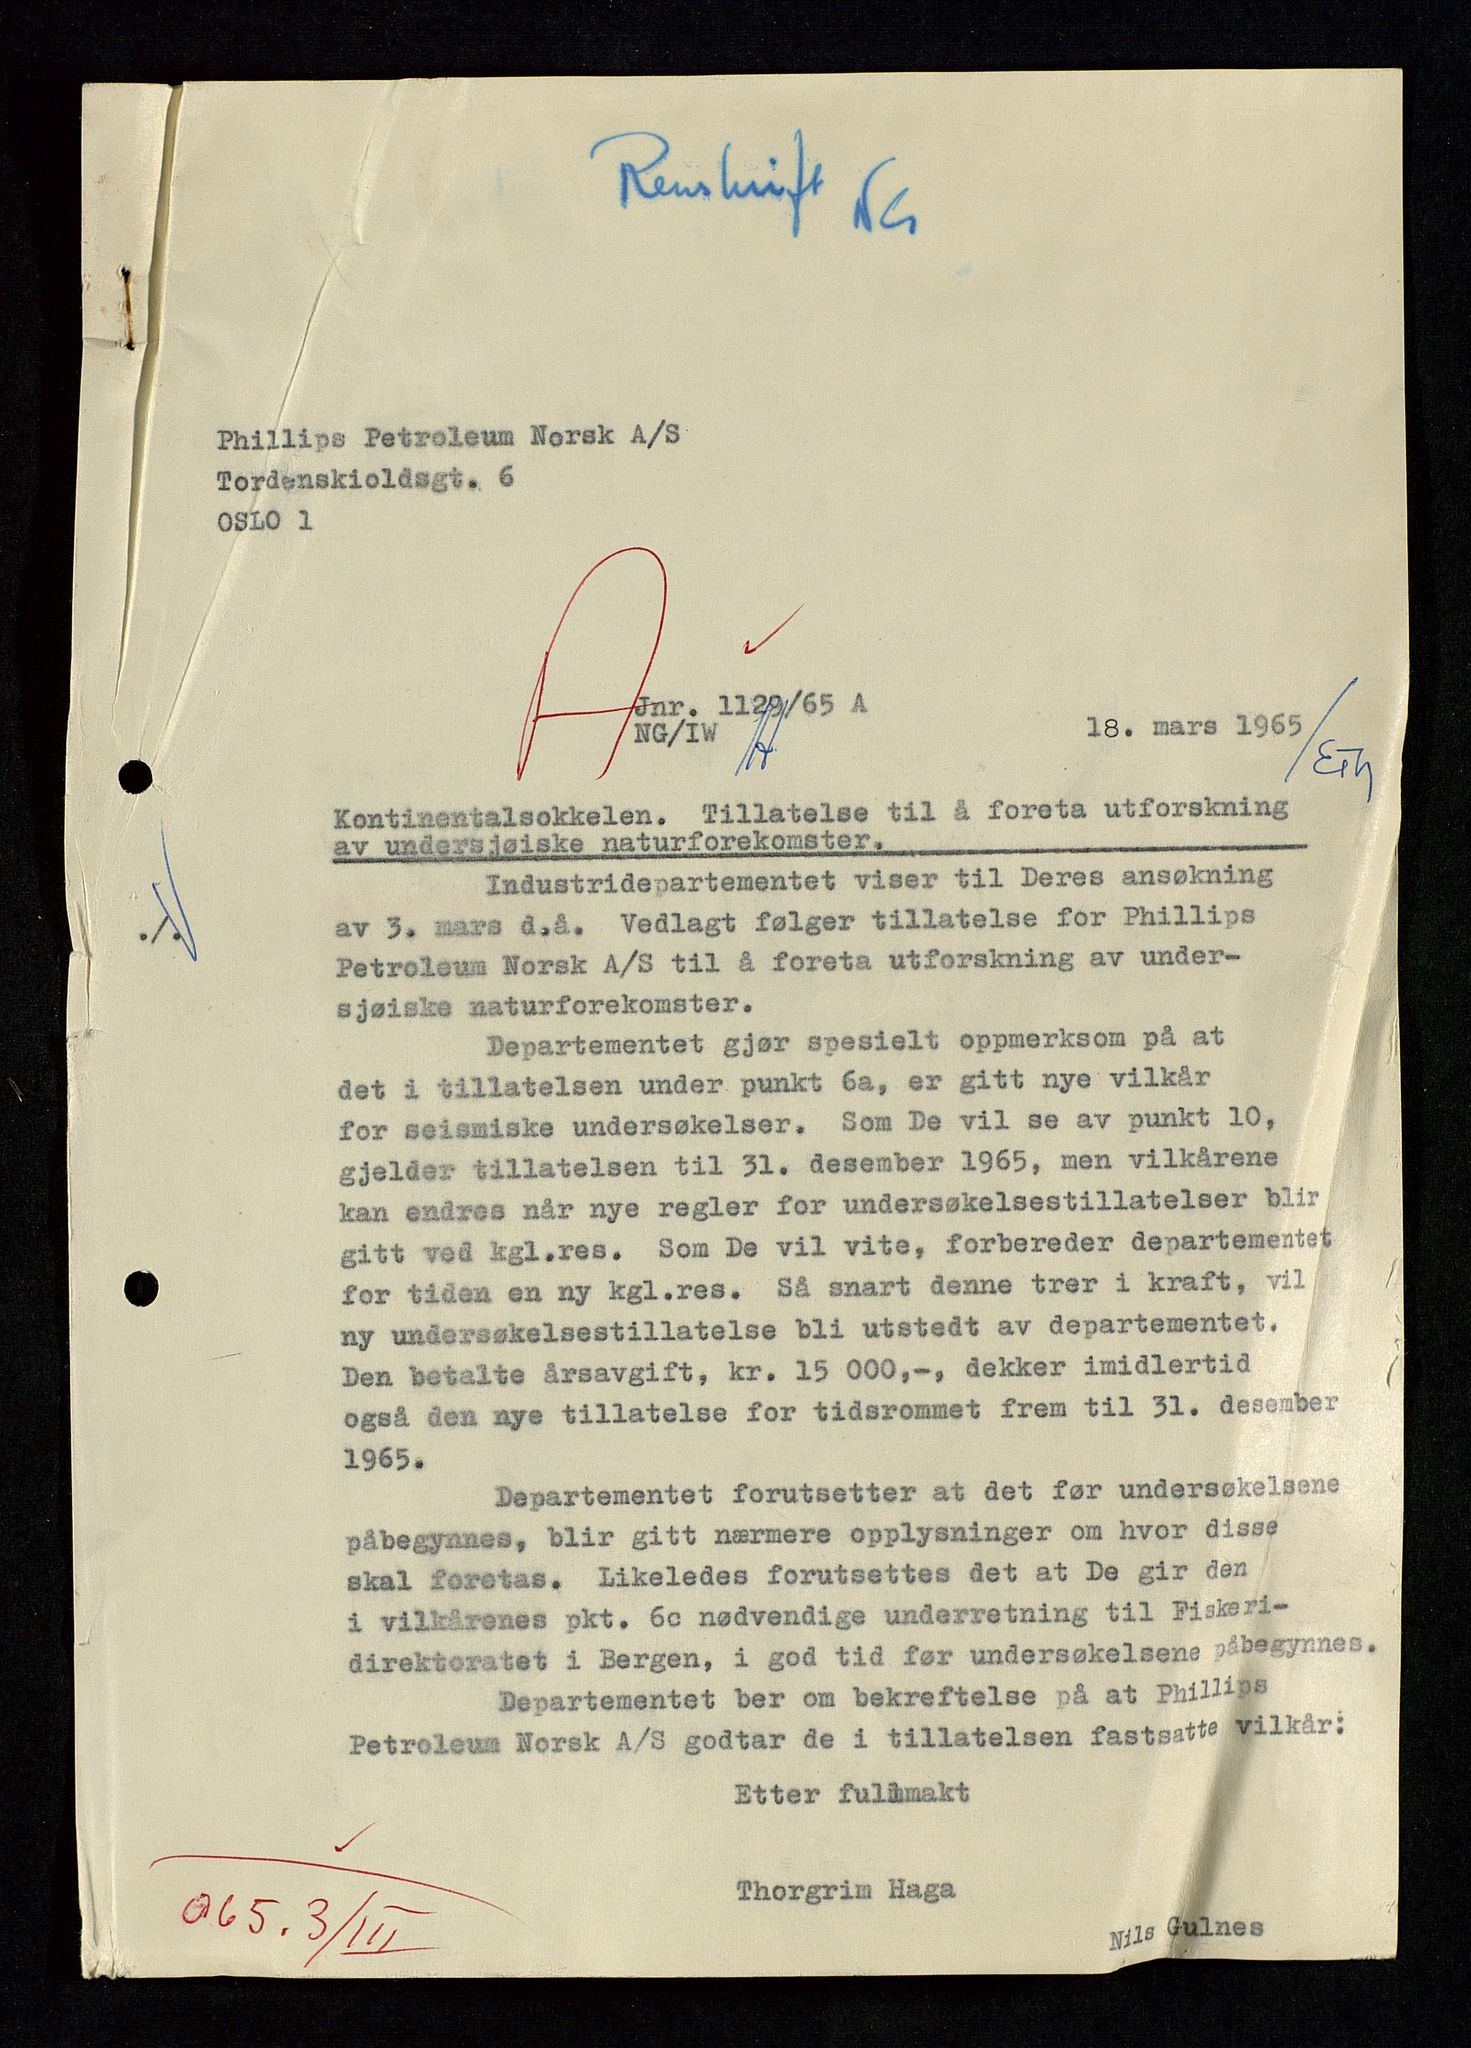 Renskrift NG
Phillips Petroleum Norsk A/S
Tordenskioldsgt. 6
OSLO 1
A
Jnr. 1129/65 A
NG/IW
18. mars 1965
Kontinentalsokkelen. Tillatelse til å foreta utforskning
av undersjøiske naturforekomster.
Industridepartementet viser til Deres ansøkning
./. av 3. mars d.å. Vedlagt følger tillatelse for Phillips
Petroleum Norsk A/S til å foreta utforskning av under-
sjøiske naturforekomster.
Departementet gjør spesielt oppmerksom på at
det i tillatelsen under punkt 6a, er gitt nye vilkår
for seismiske undersøkelser. Som De vil se av punkt 10,
gjelder tillatelsen til 31. desember 1965, men vilkårene
kan endres når nye regler for undersøkelsestillatelser blir
gitt ved kgl.res. Som De vil vite, forbereder departementet
for tiden en ny kgl.res. Så snart denne trer i kraft, vil
ny undersøkelsestillatelse bli utstedt av departementet.
Den betalte årsavgift, kr. 15 000,-, dekker imidlertid
også den nye tillatelse for tidsrommet frem til 31. desember
1965.
Departementet forutsetter at det før undersøkelsene
påbegynnes, blir gitt nærmere opplysninger om hvor disse
skal foretas. Likeledes forutsettes det at De gir den
i vilkårenes pkt. 6c nødvendige underretning til Fiskeri-
direktoratet i Bergen, i god tid før undersøkelsene påbegynnes.
Departementet ber om bekreftelse på at Phillips
Petroleum Norsk A/S godtar de i tillatelsen fastsatte vilkår:
Etter fullmakt
Thorgrim Haga
Nils Gulnes
065.3/III